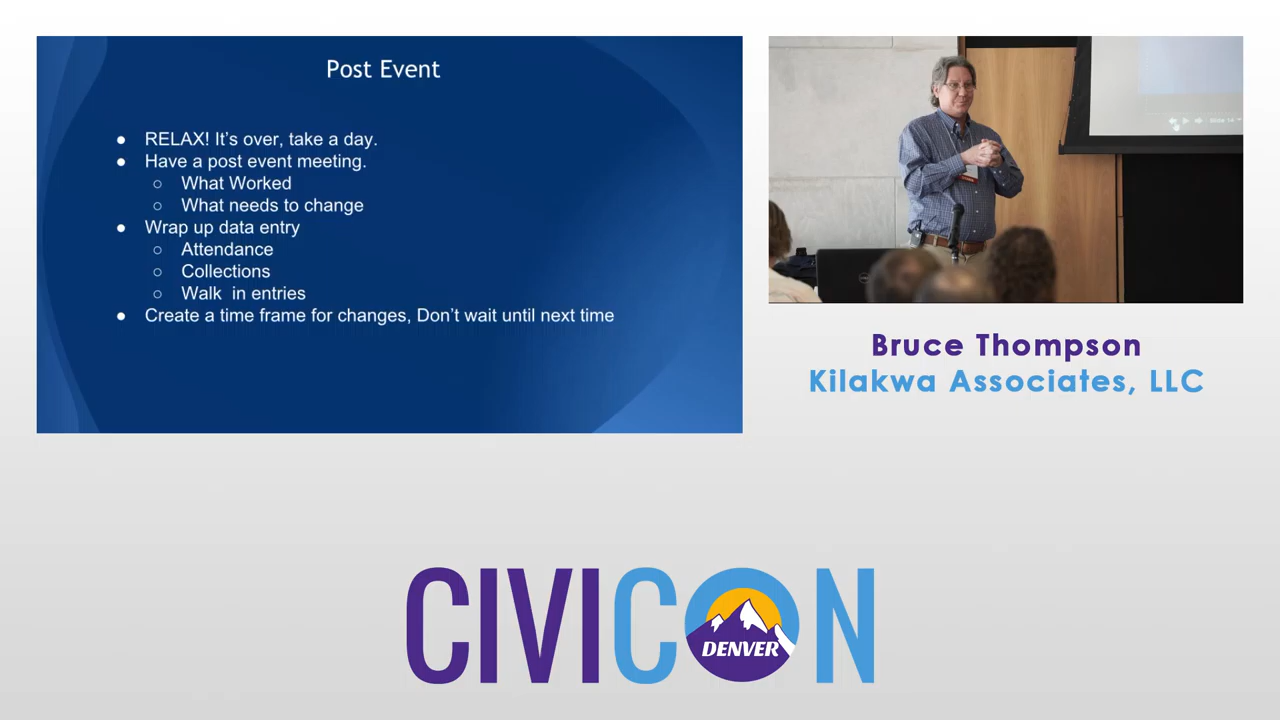 Post Event
● RELAX! It's over, take a day.
● Have a post event meeting.
○ What Worked
○ What needs to change
● Wrap up data entry
○ Attendance
○ Collections
○ Walk  in entries
● Create a time frame for changes, Don't wait until next time
Bruce Thompson
Kilakwa Associates, LLC
CIVICON
DENVER